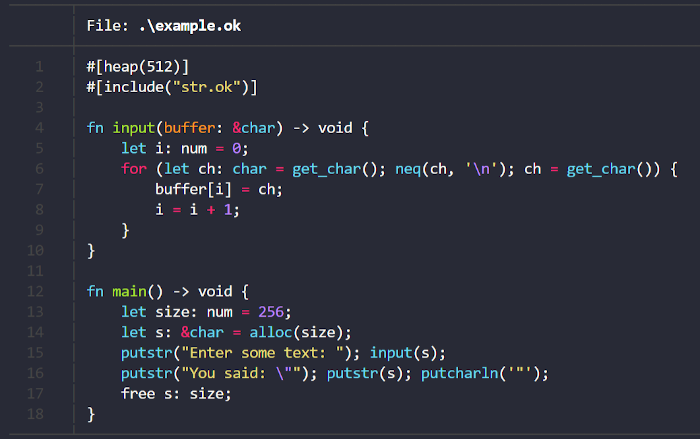 File: .\example.ok
1 #[heap(512)]
2 #[include("str.ok")]
3
4 fn input(buffer: &char) -> void {
5     let i: num = 0;
6     for (let ch: char = get_char(); neq(ch, '\n'); ch = get_char()) {
7         buffer[i] = ch;
8         i = i + 1;
9     }
10 }
11
12 fn main() -> void {
13     let size: num = 256;
14     let s: &char = alloc(size);
15     putstr("Enter some text: "); input(s);
16     putstr("You said: \""); putstr(s); putcharln('"');
17     free s: size;
18 }